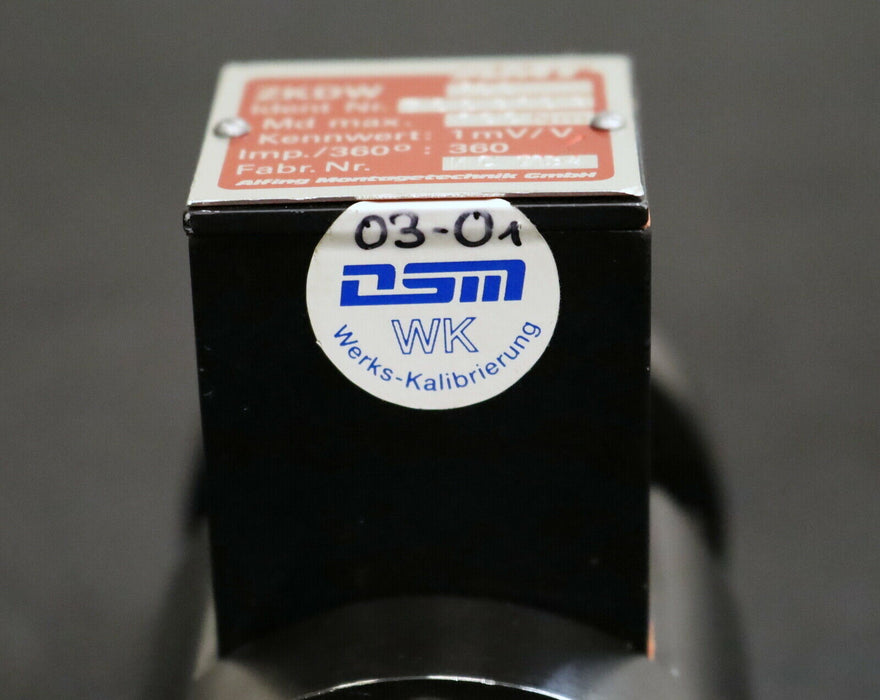 ZKDW
Ident Nr.
Md max.
Kennwert: 1mV/V
Imp./360°: 360
Fabr. Nr.
Alfing Montagetechnik GmbH
03-01
DSM
WK
Werks-Kalibrierung